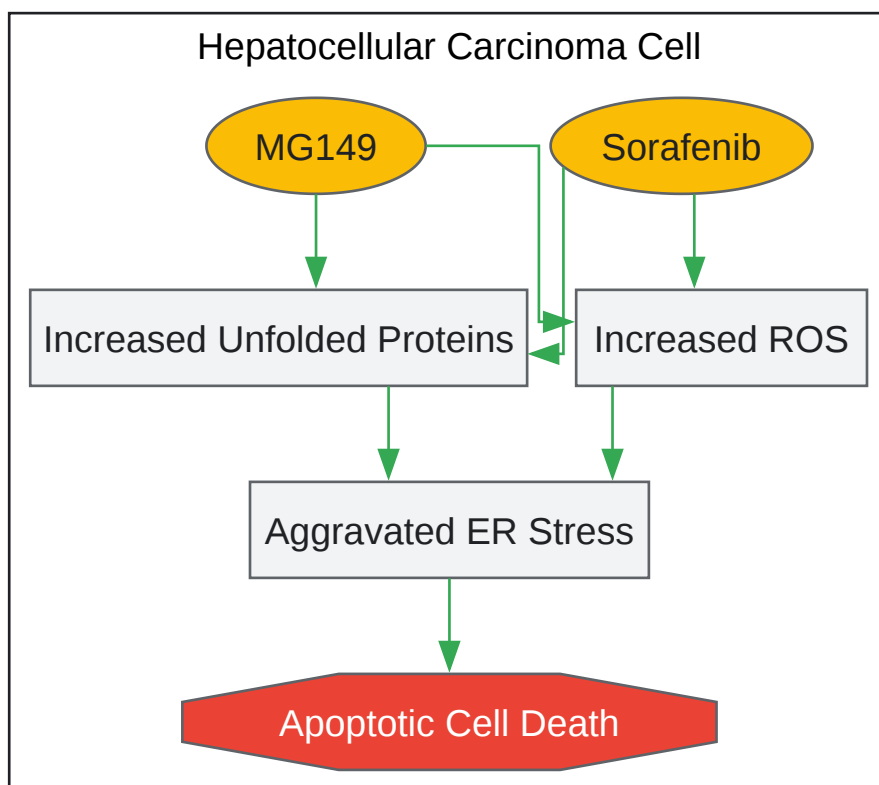 Hepatocellular Carcinoma Cell
MG149
Sorafenib
Increased Unfolded Proteins
Increased ROS
Aggravated ER Stress
Apoptotic Cell Death